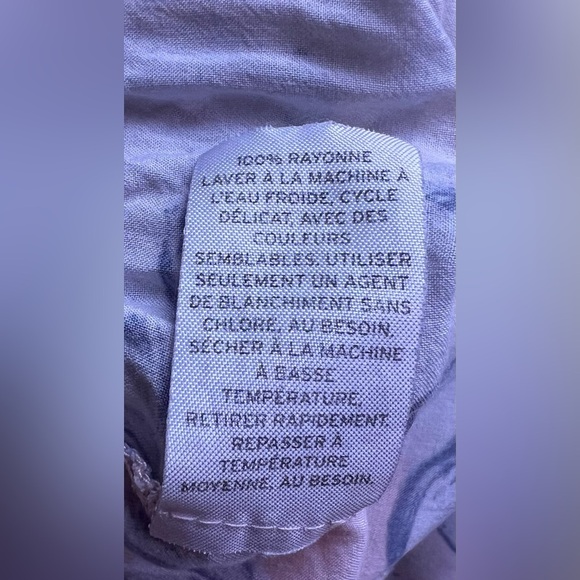 100% RAYONNE
LAVER À LA MACHINE À
L'EAU FROIDE, CYCLE
DÉLICAT, AVEC DES
COULEURS
SEMBLABLES. UTILISER
SEULEMENT UN AGENT
DE BLANCHIMENT SANS
CHLORE, AU BESOIN.
SÉCHER À LA MACHINE
À BASSE
TEMPÉRATURE.
RETIRER RAPIDEMENT.
REPASSER À
TEMPÉRATURE
MOYENNE, AU BESOIN.